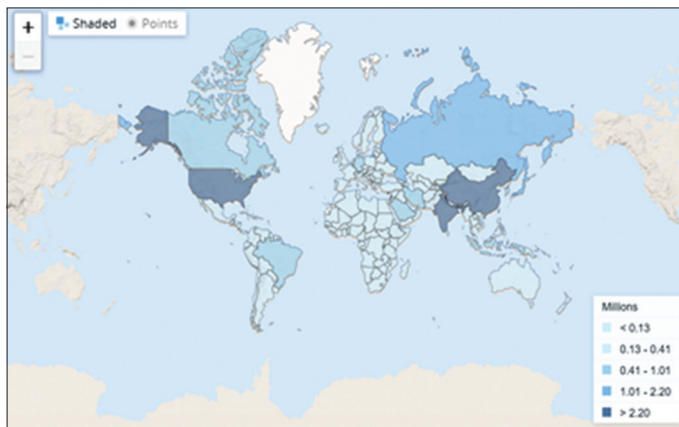 +
Shaded Points
−
Millions
< 0.13
0.13 - 0.41
0.41 - 1.01
1.01 - 2.20
> 2.20